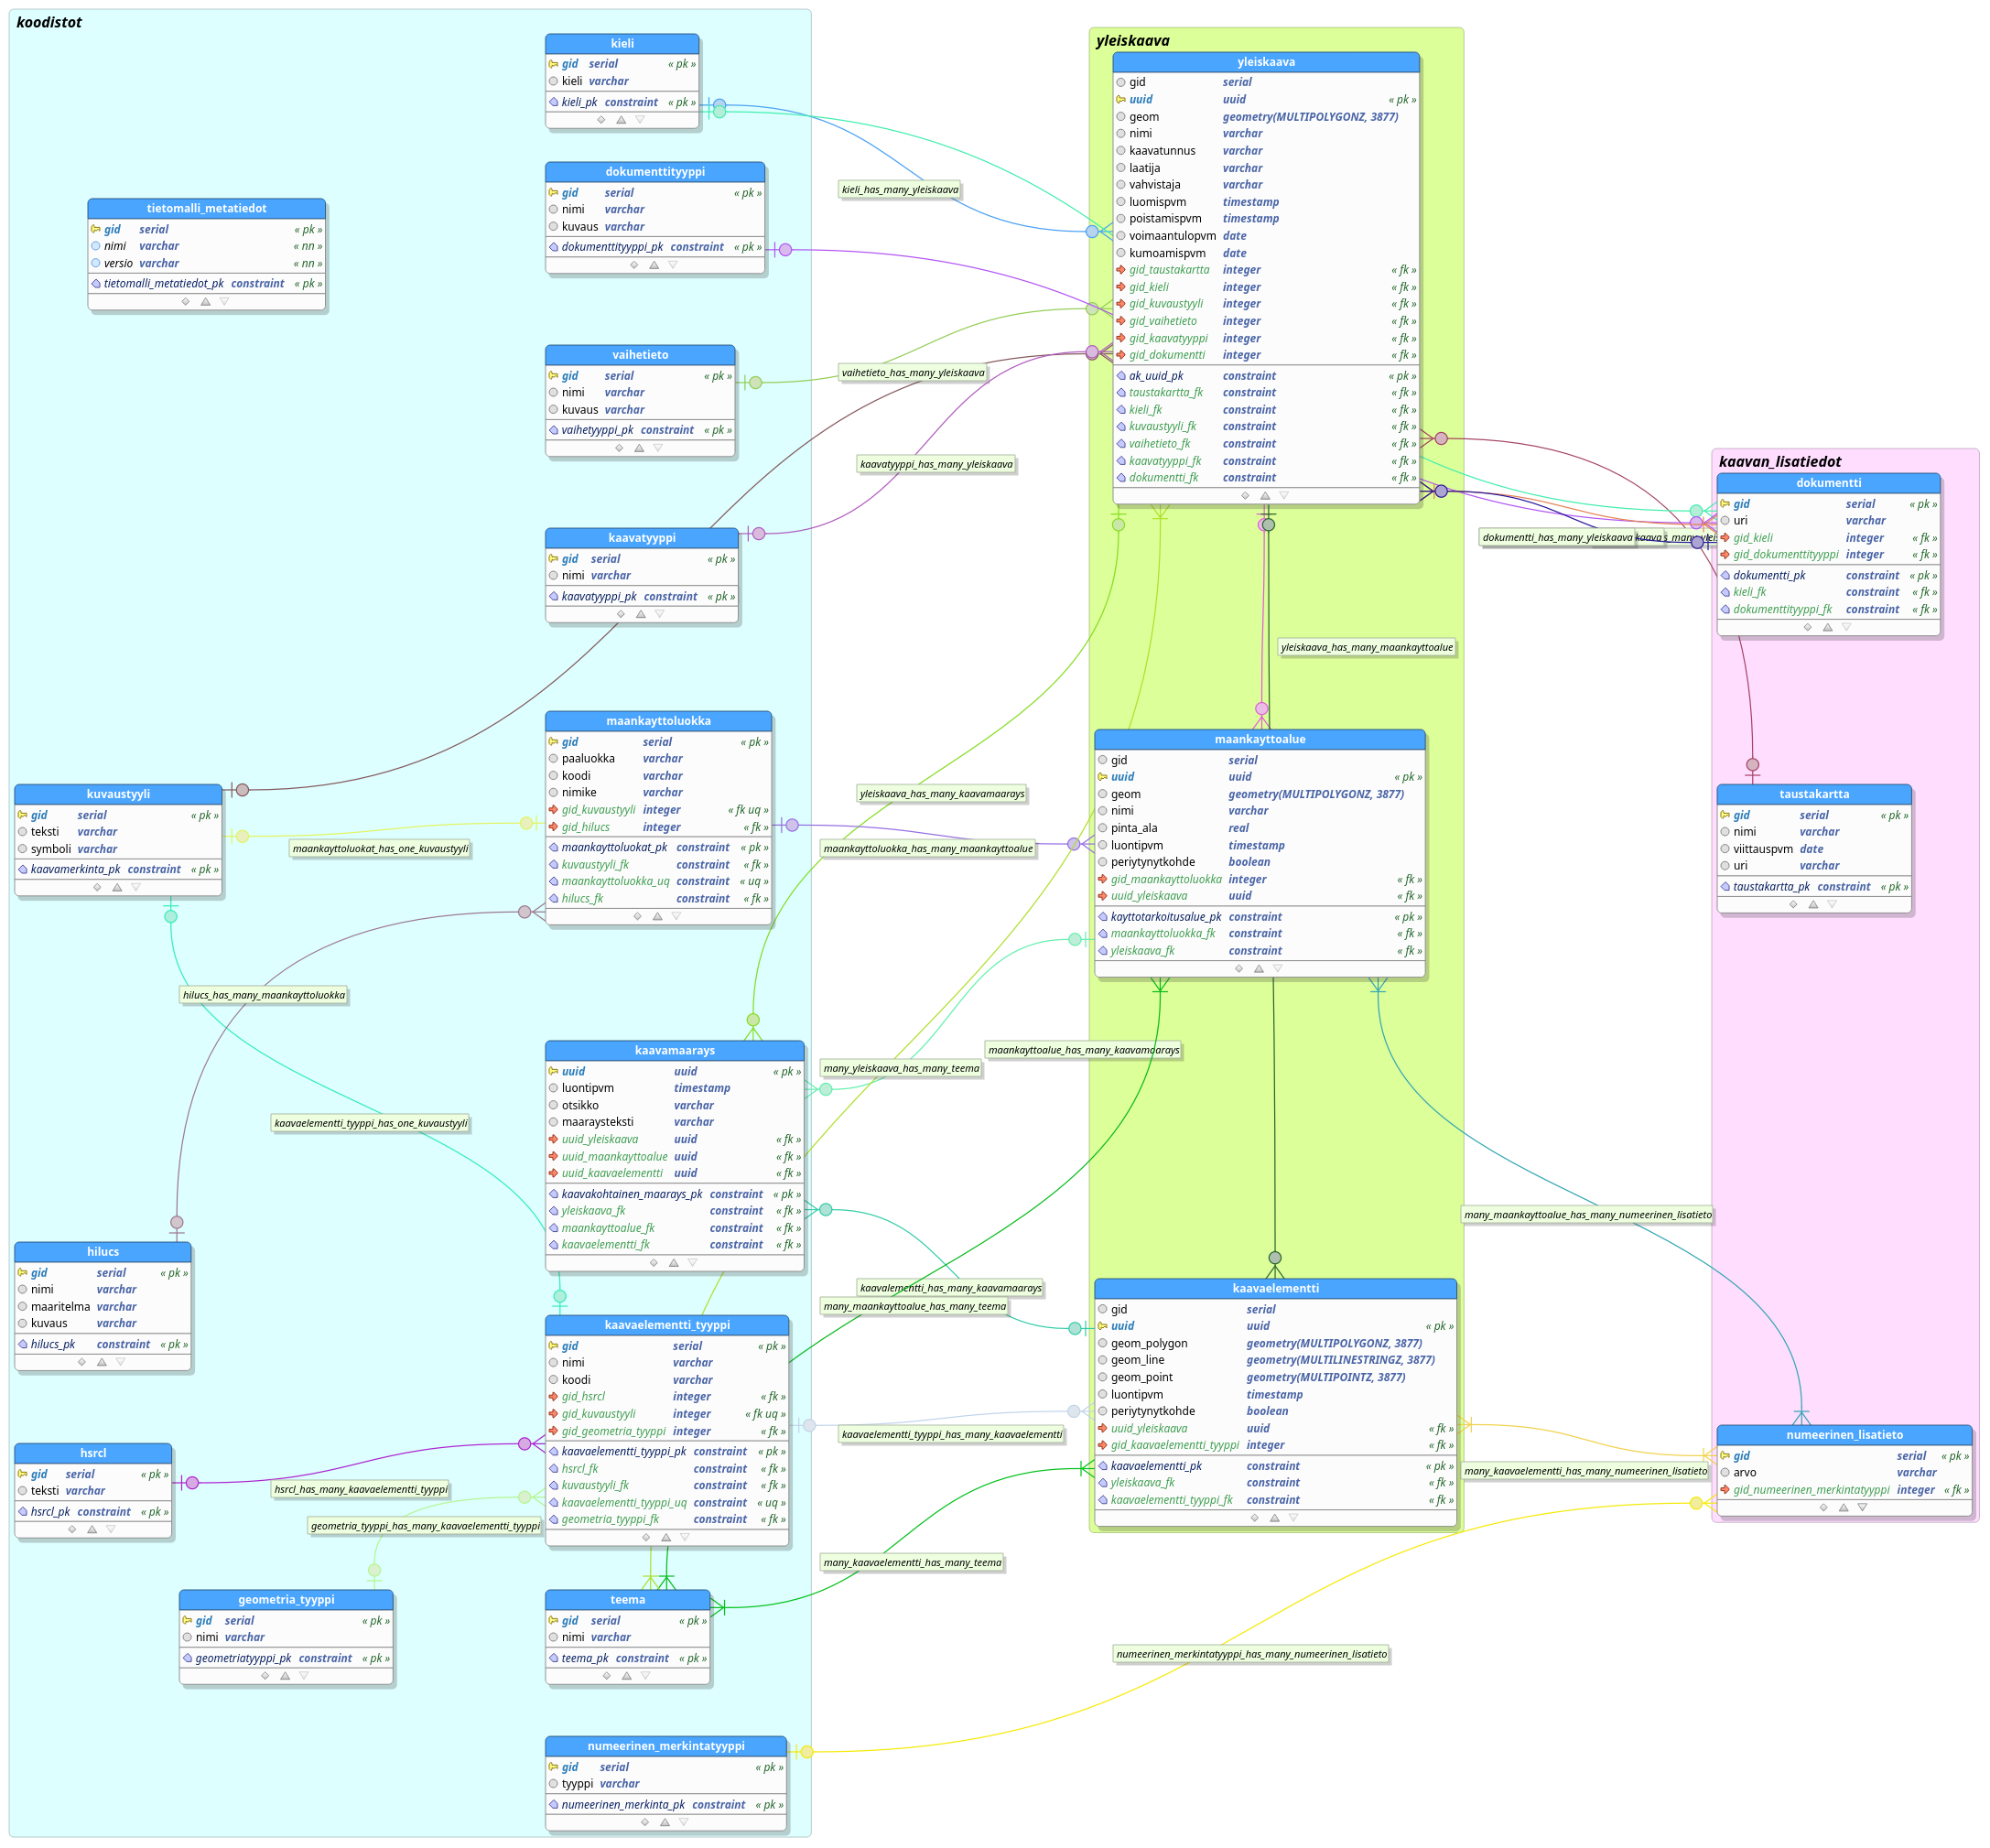 koodistot
kieli
gid serial « pk »
kieli varchar
kieli_pk constraint « pk »
dokumenttityyppi
gid serial « pk »
nimi varchar
kuvaus varchar
dokumenttityyppi_pk constraint « pk »
tietomalli_metatiedot
gid serial « pk »
nimi varchar « nn »
versio varchar « nn »
tietomalli_metatiedot_pk constraint « pk »
vaihetieto
gid serial « pk »
nimi varchar
kuvaus varchar
vaihetyyppi_pk constraint « pk »
kaavatyyppi
gid serial « pk »
nimi varchar
kaavatyyppi_pk constraint « pk »
maankayttoluokka
gid serial « pk »
paaluokka varchar
koodi varchar
nimike varchar
gid_kuvaustyyli integer « fk uq »
gid_hilucs integer « fk »
maankayttoluokat_pk constraint « pk »
kuvaustyyli_fk constraint « fk »
maankayttoluokka_uq constraint « uq »
hilucs_fk constraint « fk »
kuvaustyyli
gid serial « pk »
teksti varchar
symboli varchar
kaavamerkinta_pk constraint « pk »
maankayttoluokat_has_one_kuvaustyyli
hilucs_has_many_maankayttoluokka
kaavaelementti_tyyppi_has_one_kuvaustyyli
kaavamaarays
uuid uuid « pk »
luontipvm timestamp
otsikko varchar
maaraysteksti varchar
uuid_yleiskaava uuid « fk »
uuid_maankayttoalue uuid « fk »
uuid_kaavaelementti uuid « fk »
kaavakohtainen_maarays_pk constraint « pk »
yleiskaava_fk constraint « fk »
maankayttoalue_fk constraint « fk »
kaavaelementti_fk constraint « fk »
hilucs
gid serial « pk »
nimi varchar
maaritelma varchar
kuvaus varchar
hilucs_pk constraint « pk »
kaavaelementti_tyyppi
gid serial « pk »
nimi varchar
koodi varchar
gid_hsrcl integer « fk »
gid_kuvaustyyli integer « fk uq »
gid_geometria_tyyppi integer « fk »
kaavaelementti_tyyppi_pk constraint « pk »
hsrcl_fk constraint « fk »
kuvaustyyli_fk constraint « fk »
kaavaelementti_tyyppi_uq constraint « uq »
geometria_tyyppi_fk constraint « fk »
hsrcl
gid serial « pk »
teksti varchar
hsrcl_pk constraint « pk »
hsrcl_has_many_kaavaelementti_tyyppi
geometria_tyyppi_has_many_kaavaelementti_tyyppi
geometria_tyyppi
gid serial « pk »
nimi varchar
geometriatyyppi_pk constraint « pk »
teema
gid serial « pk »
nimi varchar
teema_pk constraint « pk »
numeerinen_merkintatyyppi
gid serial « pk »
tyyppi varchar
numeerinen_merkinta_pk constraint « pk »
kieli_has_many_yleiskaava
vaihetieto_has_many_yleiskaava
kaavatyyppi_has_many_yleiskaava
yleiskaava_has_many_kaavamaarays
maankayttoluokka_has_many_maankayttoalue
maankayttoalue_has_many_kaavamaarays
many_yleiskaava_has_many_teema
kaavalementti_has_many_kaavamaarays
many_maankayttoalue_has_many_teema
kaavaelementti_tyyppi_has_many_kaavaelementti
many_kaavaelementti_has_many_teema
numeerinen_merkintatyyppi_has_many_numeerinen_lisatieto
yleiskaava
yleiskaava
gid serial
uuid uuid « pk »
geom geometry(MULTIPOLYGONZ, 3877)
nimi varchar
kaavatunnus varchar
laatija varchar
vahvistaja varchar
luomispvm timestamp
poistamispvm timestamp
voimaantulopvm date
kumoamispvm date
gid_taustakartta integer « fk »
gid_kieli integer « fk »
gid_kuvaustyyli integer « fk »
gid_vaihetieto integer « fk »
gid_kaavatyyppi integer « fk »
gid_dokumentti integer « fk »
ak_uuid_pk constraint « pk »
taustakartta_fk constraint « fk »
kieli_fk constraint « fk »
kuvaustyyli_fk constraint « fk »
vaihetieto_fk constraint « fk »
kaavatyyppi_fk constraint « fk »
dokumentti_fk constraint « fk »
yleiskaava_has_many_maankayttoalue
maankayttoalue
gid serial
uuid uuid « pk »
geom geometry(MULTIPOLYGONZ, 3877)
nimi varchar
pinta_ala real
luontipvm timestamp
periytynytkohde boolean
gid_maankayttoluokka integer « fk »
uuid_yleiskaava uuid « fk »
kayttotarkoitusalue_pk constraint « pk »
maankayttoluokka_fk constraint « fk »
yleiskaava_fk constraint « fk »
kaavaelementti
gid serial
uuid uuid « pk »
geom_polygon geometry(MULTIPOLYGONZ, 3877)
geom_line geometry(MULTILINESTRINGZ, 3877)
geom_point geometry(MULTIPOINTZ, 3877)
luontipvm timestamp
periytynytkohde boolean
uuid_yleiskaava uuid « fk »
gid_kaavaelementti_tyyppi integer « fk »
kaavaelementti_pk constraint « pk »
yleiskaava_fk constraint « fk »
kaavaelementti_tyyppi_fk constraint « fk »
dokumentti_has_many_yleiskaava
many_maankayttoalue_has_many_numeerinen_lisatieto
many_kaavaelementti_has_many_numeerinen_lisatieto
kaavan_lisatiedot
dokumentti
gid serial « pk »
uri varchar
gid_kieli integer « fk »
gid_dokumenttityyppi integer « fk »
dokumentti_pk constraint « pk »
kieli_fk constraint « fk »
dokumenttityyppi_fk constraint « fk »
taustakartta
gid serial « pk »
nimi varchar
viittauspvm date
uri varchar
taustakartta_pk constraint « pk »
numeerinen_lisatieto
gid serial « pk »
arvo varchar
gid_numeerinen_merkintatyyppi integer « fk »